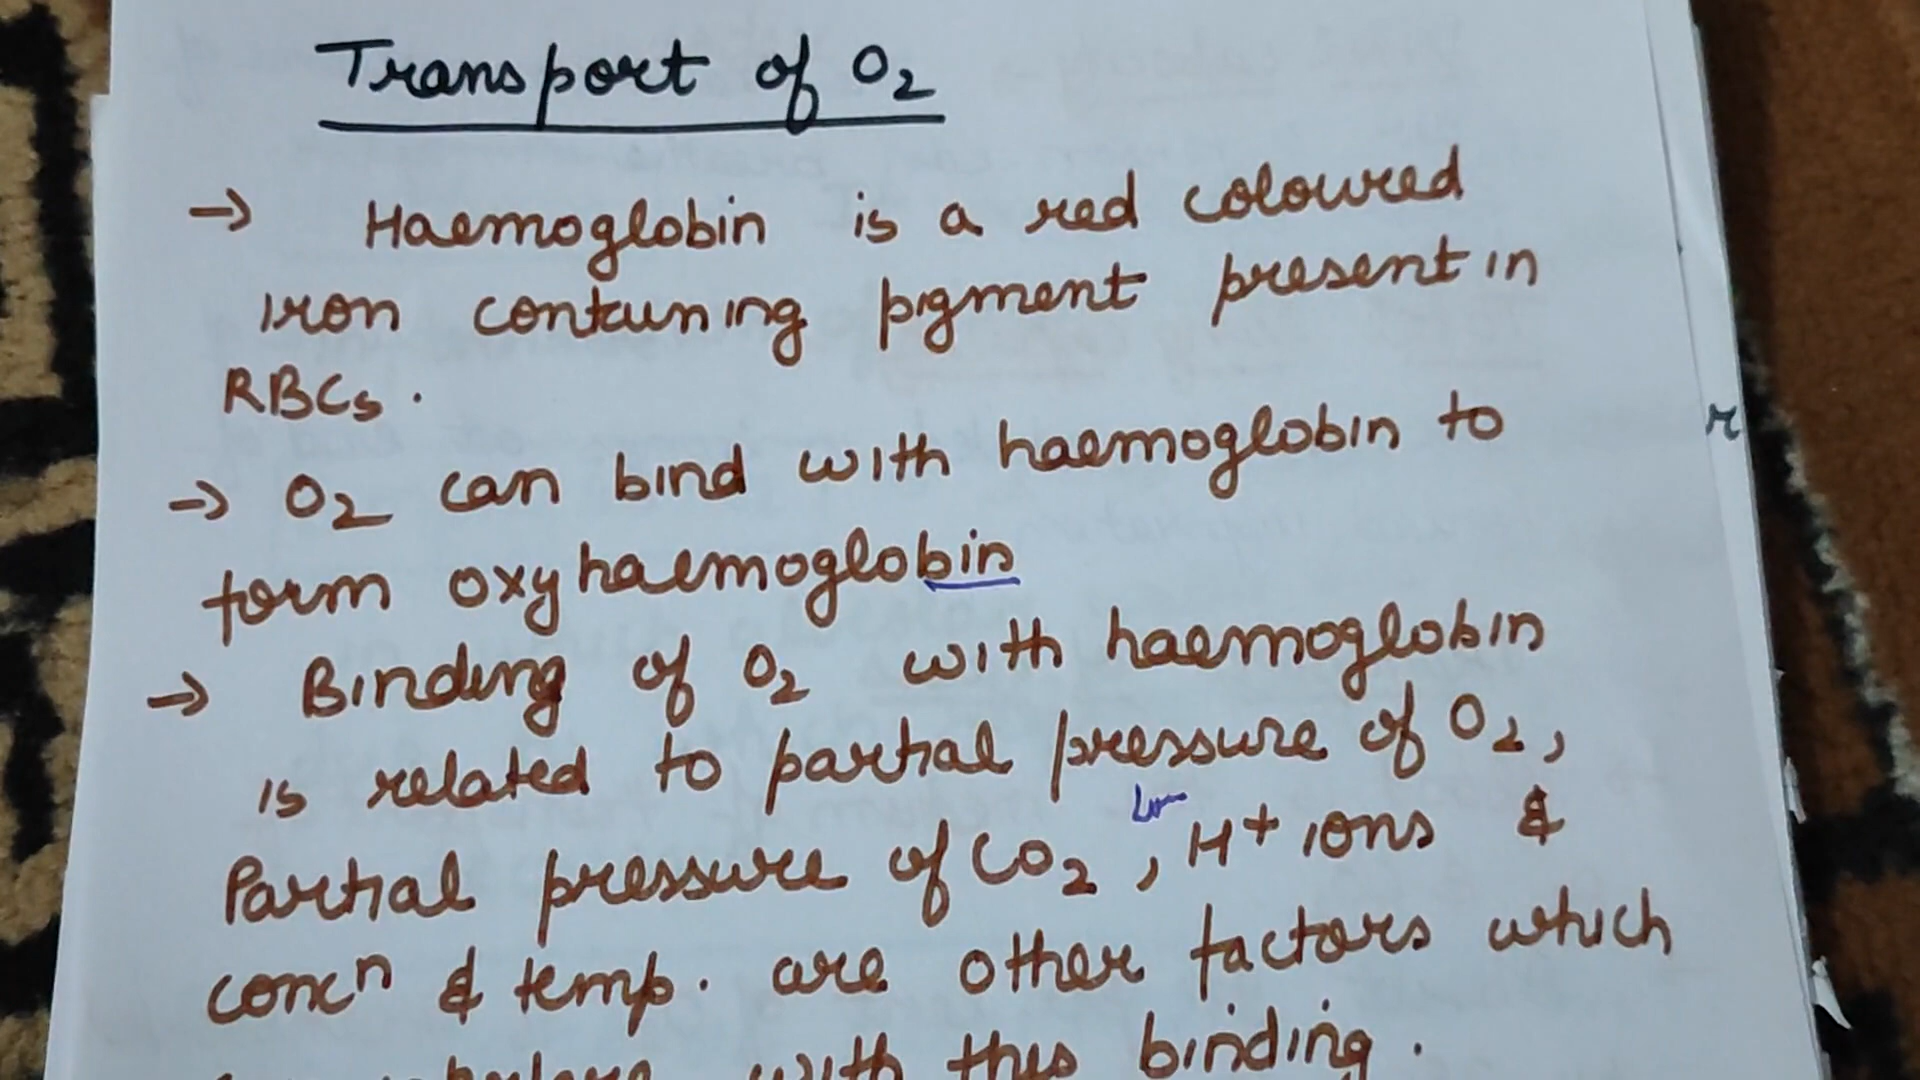 Transport of O2
→ Haemoglobin is a red coloured
iron containing pigment present in
RBCs.
→ O2 can bind with haemoglobin to
form oxyhaemoglobin
→ Binding of O2 with haemoglobin
is related to partial pressure of O2,
Partial pressure of CO2, H+ ions &
concn & temp. are other factors which
with this binding.
r